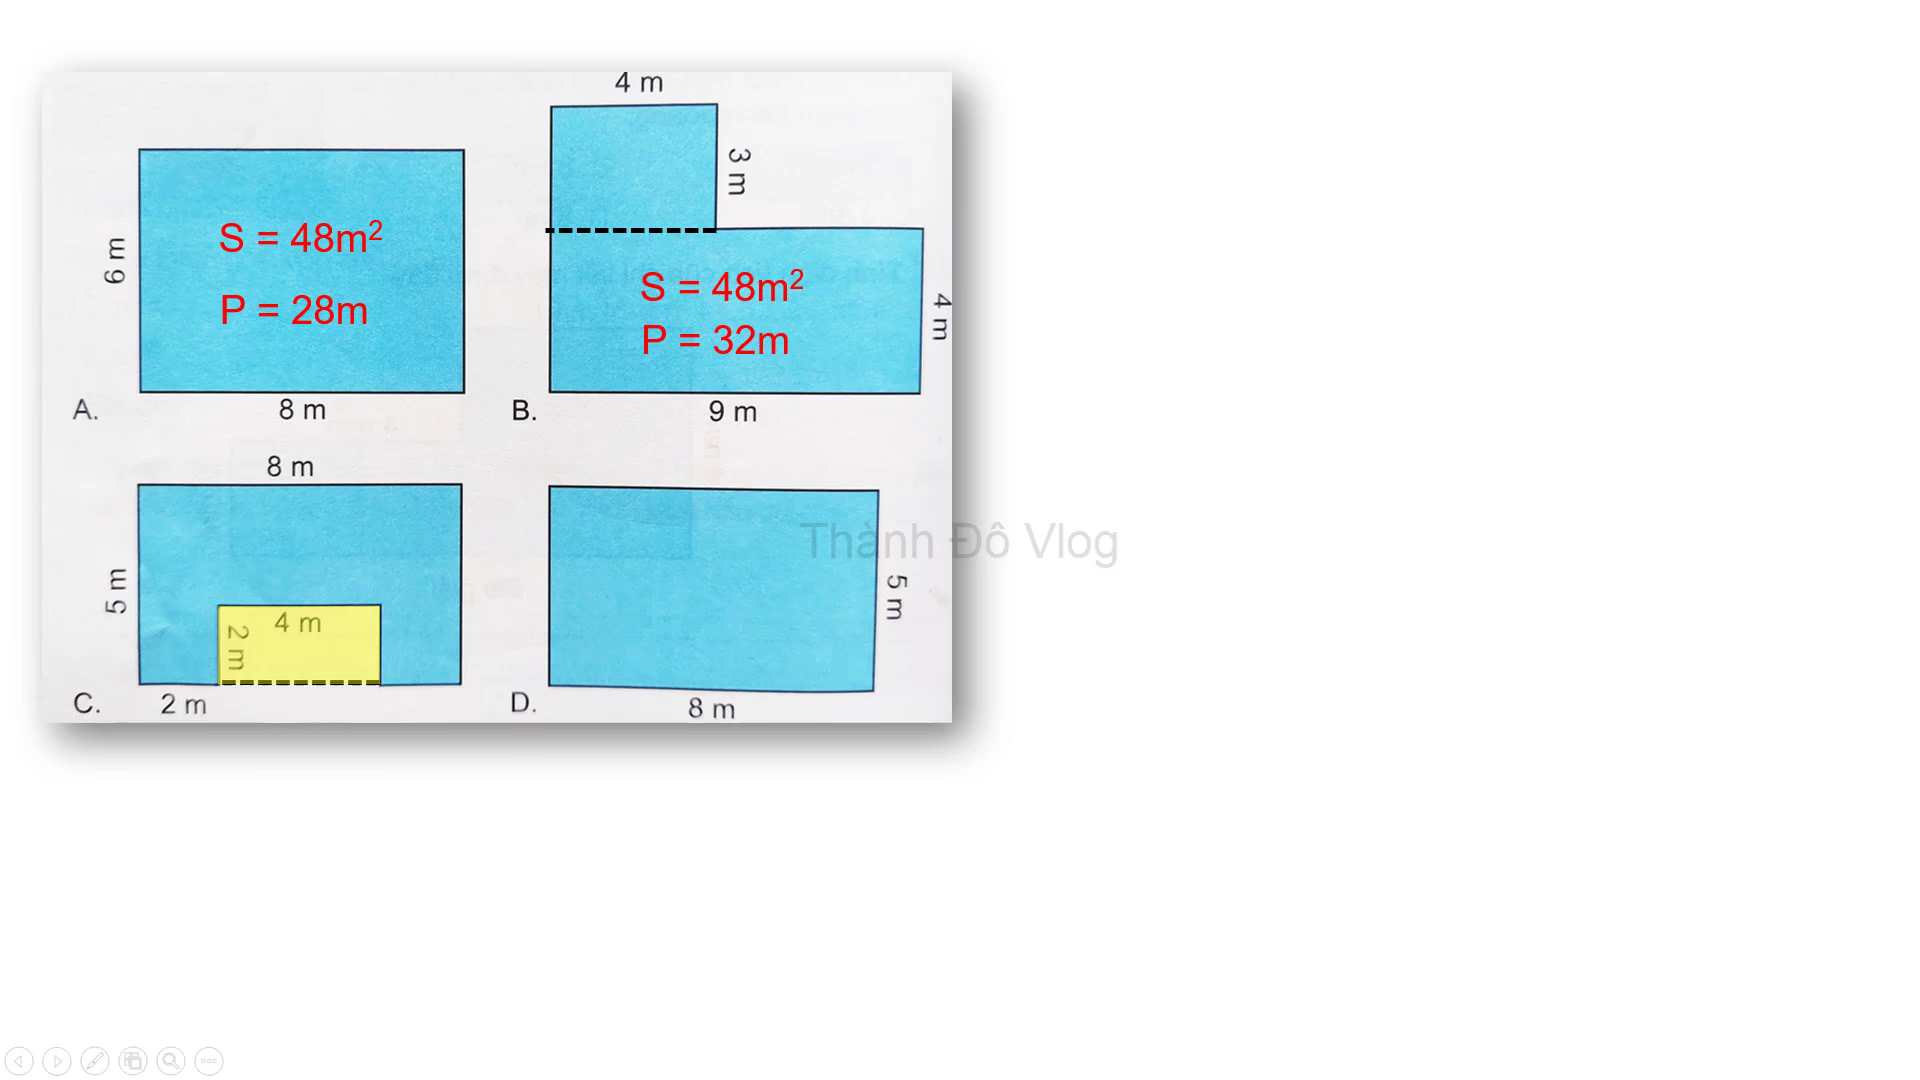 4 m
3 m
6 m
S = 48m²
P = 28m
S = 48m²
P = 32m
4 m
A.
8 m
B.
9 m
8 m
5 m
4 m
2 m
Thành Đô Vlog
5 m
C.
2 m
D.
8 m